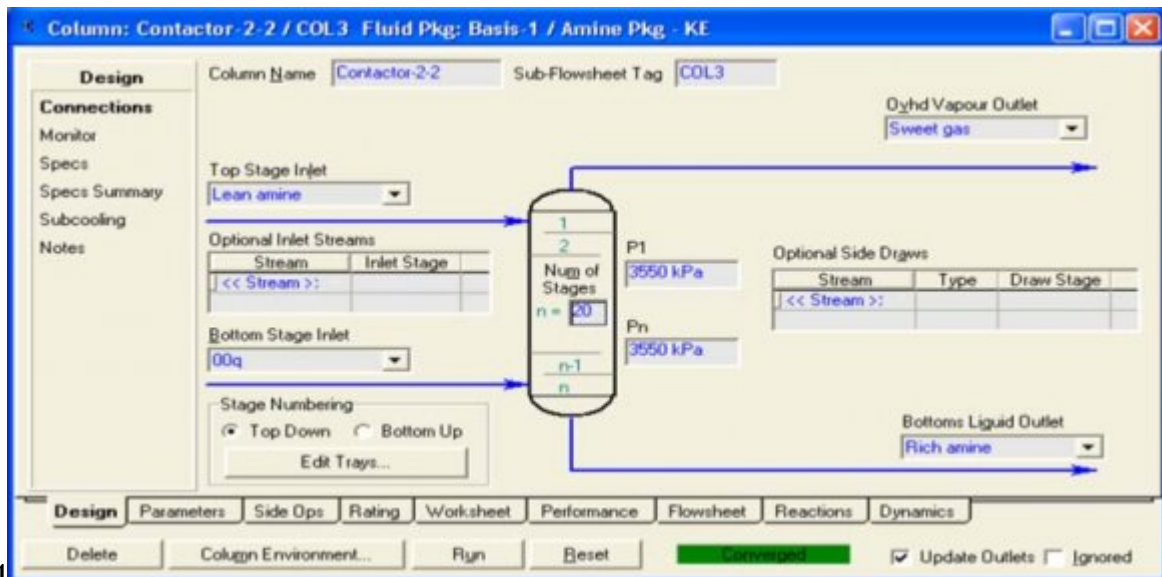 Column: Contactor-2-2 / COL3 Fluid Pkg: Basis-1 / Amine Pkg - KE
Design
Connections
Monitor
Specs
Specs Summary
Subcooling
Notes
Column Name Contactor-2-2 Sub-Flowsheet Tag COL3
Ovhd Vapour Outlet
Sweet gas
Top Stage Inlet
Lean amine
Optional Inlet Streams
Stream Inlet Stage
<< Stream >>
Bottom Stage Inlet
00q
Stage Numbering
Top Down Bottom Up
Edit Trays...
1
2
Num of
Stages
n = 20
n-1
n
P1
3550 kPa
Pn
3550 kPa
Optional Side Draws
Stream Type Draw Stage
<< Stream >>
Bottoms Liquid Outlet
Rich amine
Design Parameters Side Ops Rating Worksheet Performance Flowsheet Reactions Dynamics
Delete Column Environment... Run Reset Converged Update Outlets Ignored